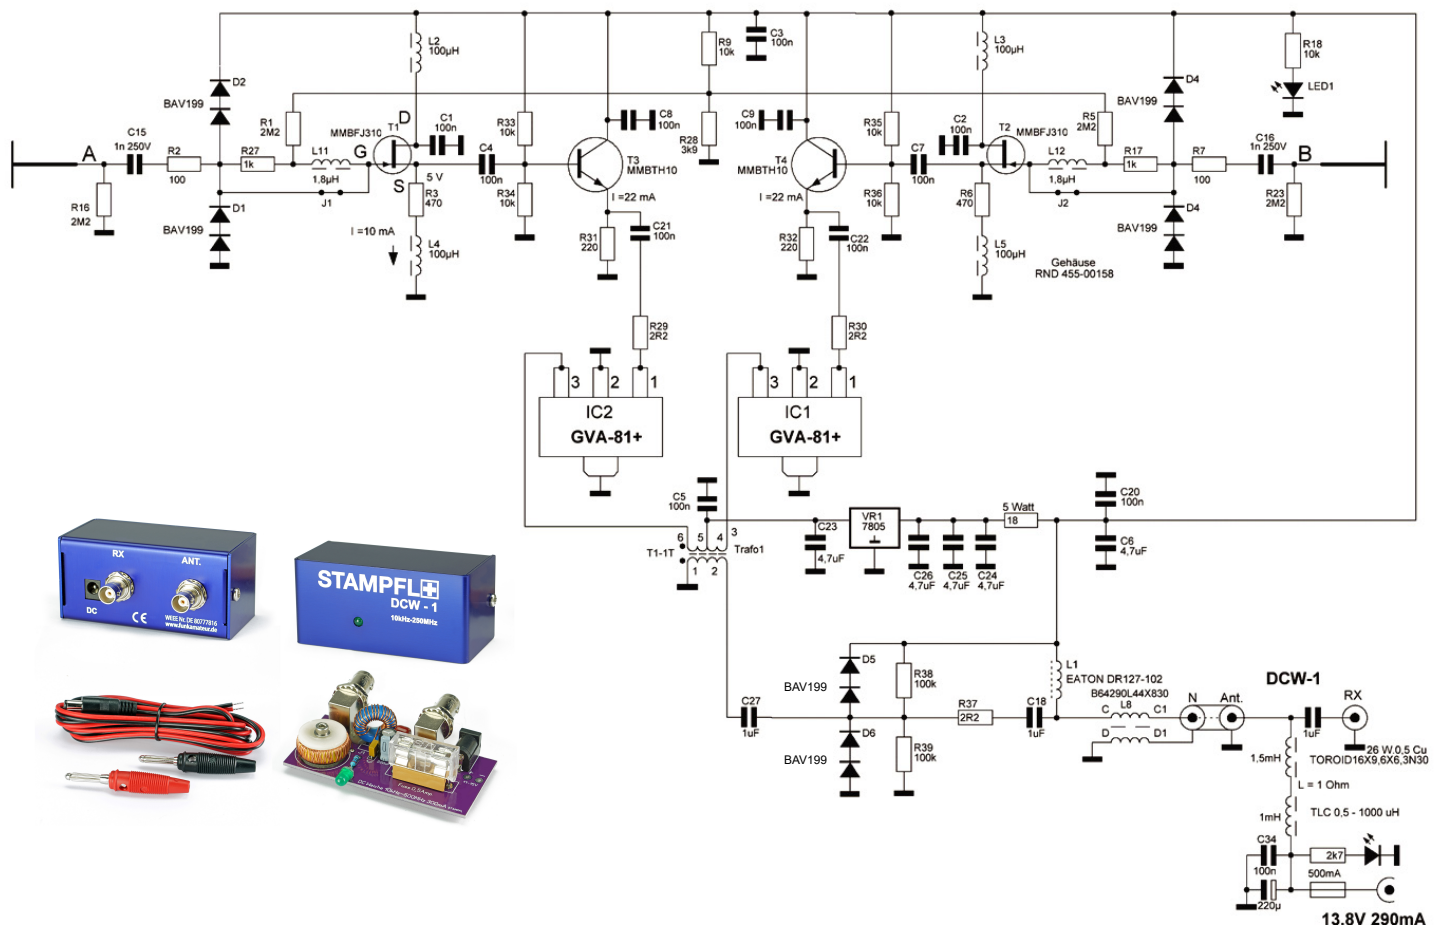 L2
100µH
R9
10k
C3
100n
L3
100µH
R18
10k
LED1
D2
BAV199
D4
BAV199
R1
2M2
D
MMBFJ310
T1
C1
100n
R33
10k
C8
100n
C9
100n
R28
3k9
R35
10k
C2
100n
T2
MMBFJ310
R5
2M2
C15
1n 250V
A
R2
100
R27
1k
L11
1,8µH
G
S
5 V
C4
100n
T3
MMBTH10
T4
MMBTH10
C7
100n
L12
1,8µH
R17
1k
R7
100
C16
1n 250V
B
R16
2M2
D1
BAV199
J1
R3
470
R34
10k
I =22 mA
I =22 mA
R36
10k
R6
470
J2
D4
BAV199
R23
2M2
I =10 mA
L4
100µH
R31
220
C21
100n
R32
220
C22
100n
L5
100µH
Gehäuse
RND 455-00158
R29
2R2
R30
2R2
3 2 1
IC2
GVA-81+
3 2 1
IC1
GVA-81+
C5
100n
6 5 4 3
T1-1T
Trafo1
1 2
C23
4,7uF
VR1
7805
C26
4,7uF
C25
4,7uF
C24
4,7uF
5 Watt
18
C20
100n
C6
4,7uF
RX
ANT.
DC
CE
WEEE Nr. DE 80777816
www.funkamateur.de
STAMPFL
DCW - 1
10kHz-250MHz
D5
BAV199
R38
100k
L1
EATON DR127-102
B64290L44X830
C L8 C1
D D1
N
Ant.
DCW-1
RX
C27
1uF
D6
BAV199
R39
100k
R37
2R2
C18
1uF
1uF
26 W.0,5 Cu
TOROID16X9,6X6,3N30
1.5mH
L = 1 Ohm
1mH
TLC 0,5 - 1000 uH
C34
100n
2k7
500mA
220µ
13.8V 290mA
Fuse 0,5Amp